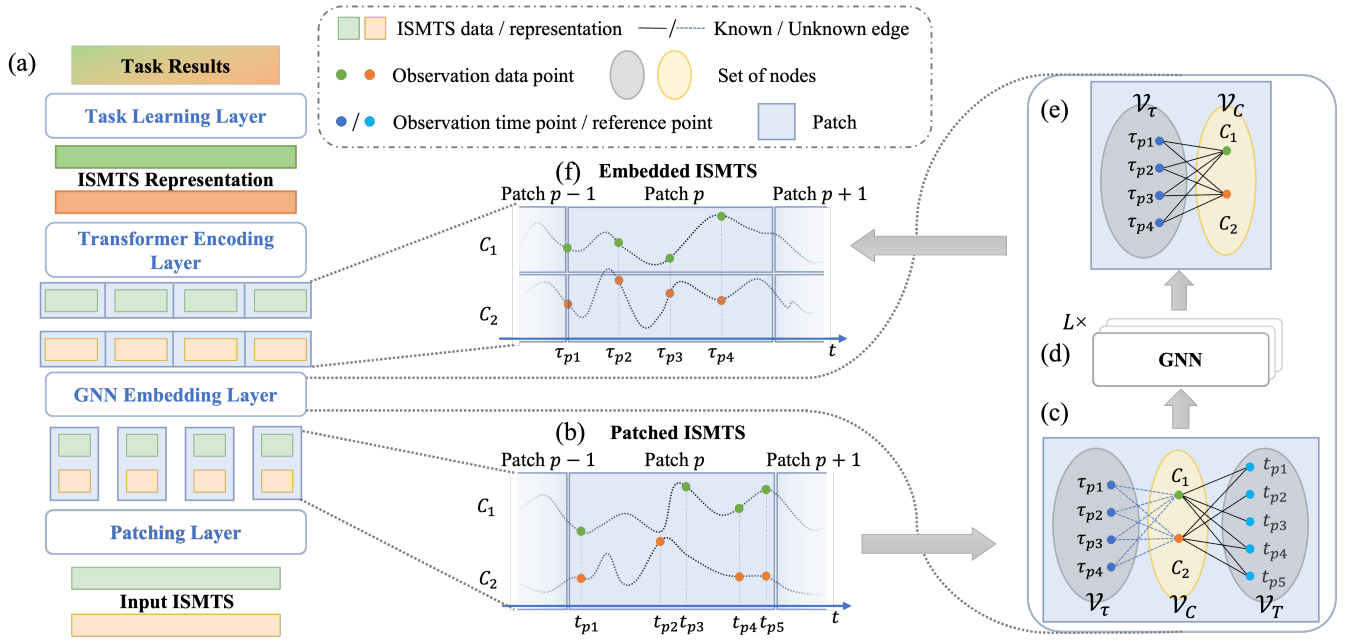 (a)
Task Results
Task Learning Layer
ISMTS Representation
Transformer Encoding
Layer
GNN Embedding Layer
Patching Layer
Input ISMTS
ISMTS data / representation
/ Known / Unknown edge
Observation data point
Set of nodes
/ Observation time point / reference point
Patch
(f) Embedded ISMTS
Patch p − 1 Patch p Patch p + 1
C₁
C₂
τₚ₁ τₚ₂ τₚ₃ τₚ₄ t
(b) Patched ISMTS
Patch p − 1 Patch p Patch p + 1
C₁
C₂
tₚ₁ tₚ₂ tₚ₃ tₚ₄ tₚ₅ t
(e)
𝒱τ 𝒱C
τₚ₁ C₁
τₚ₂
τₚ₃
τₚ₄ C₂
L×
(d) GNN
(c)
τₚ₁ C₁ tₚ₁
τₚ₂ tₚ₂
τₚ₃ tₚ₃
τₚ₄ C₂ tₚ₄
tₚ₅
𝒱τ 𝒱C 𝒱T